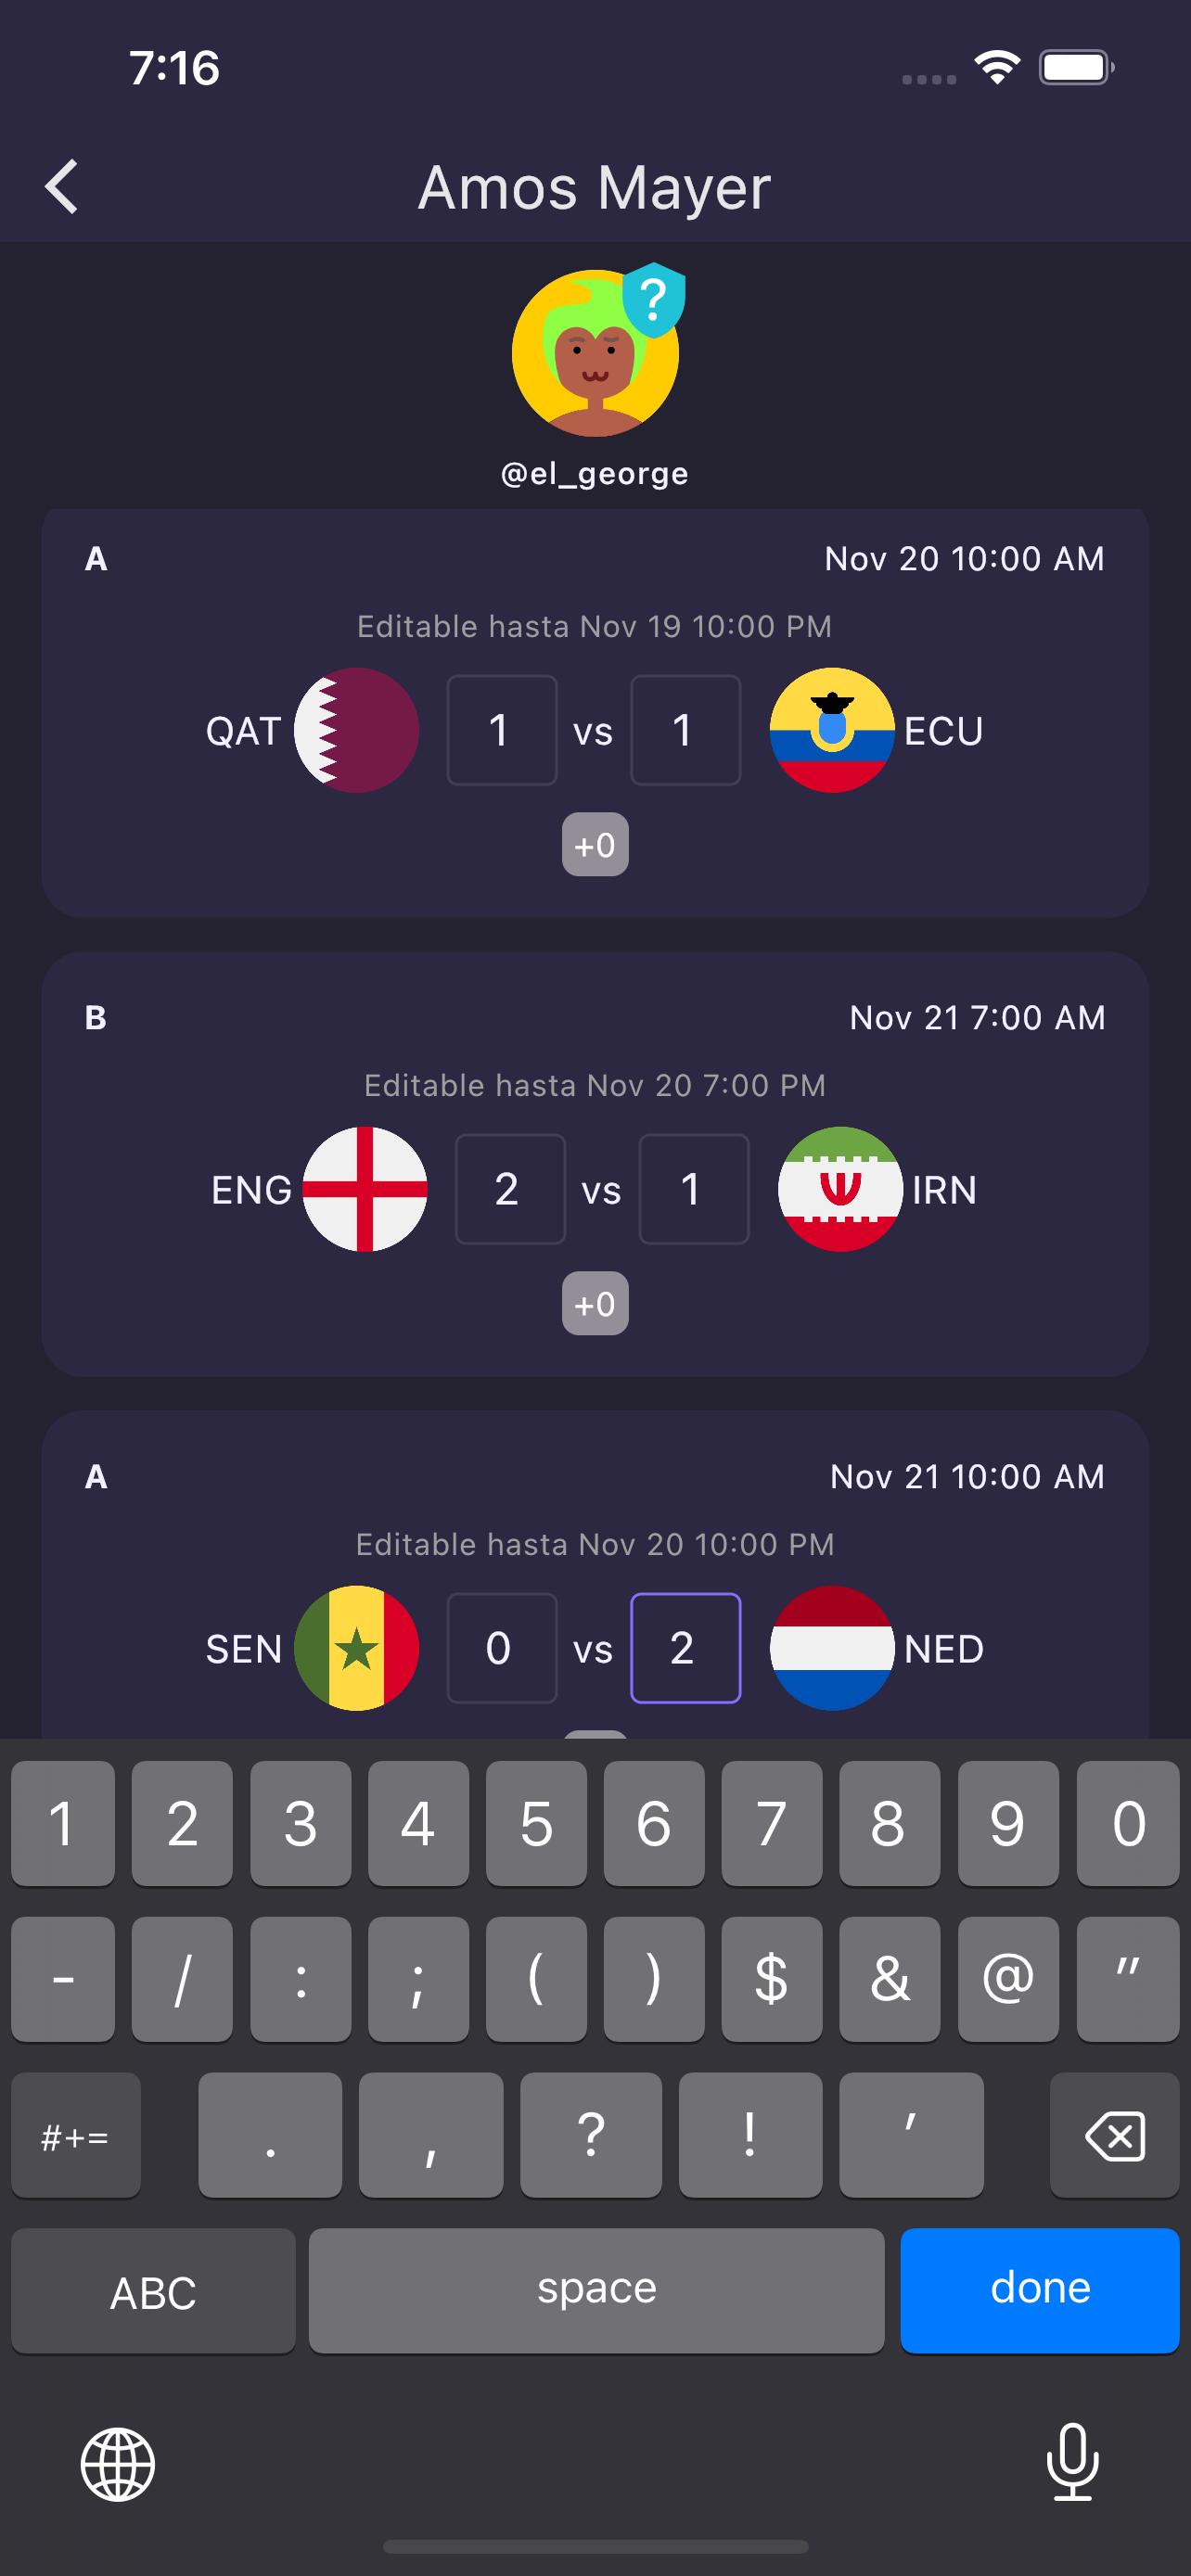 7:16
Amos Mayer
?
@el_george
A Nov 20 10:00 AM
Editable hasta Nov 19 10:00 PM
QAT 1 vs 1 ECU
+0
B Nov 21 7:00 AM
Editable hasta Nov 20 7:00 PM
ENG 2 vs 1 IRN
+0
A Nov 21 10:00 AM
Editable hasta Nov 20 10:00 PM
SEN 0 vs 2 NED
1 2 3 4 5 6 7 8 9 0
- / : ; ( ) $ & @ "
#+= . , ? ! '
ABC space done